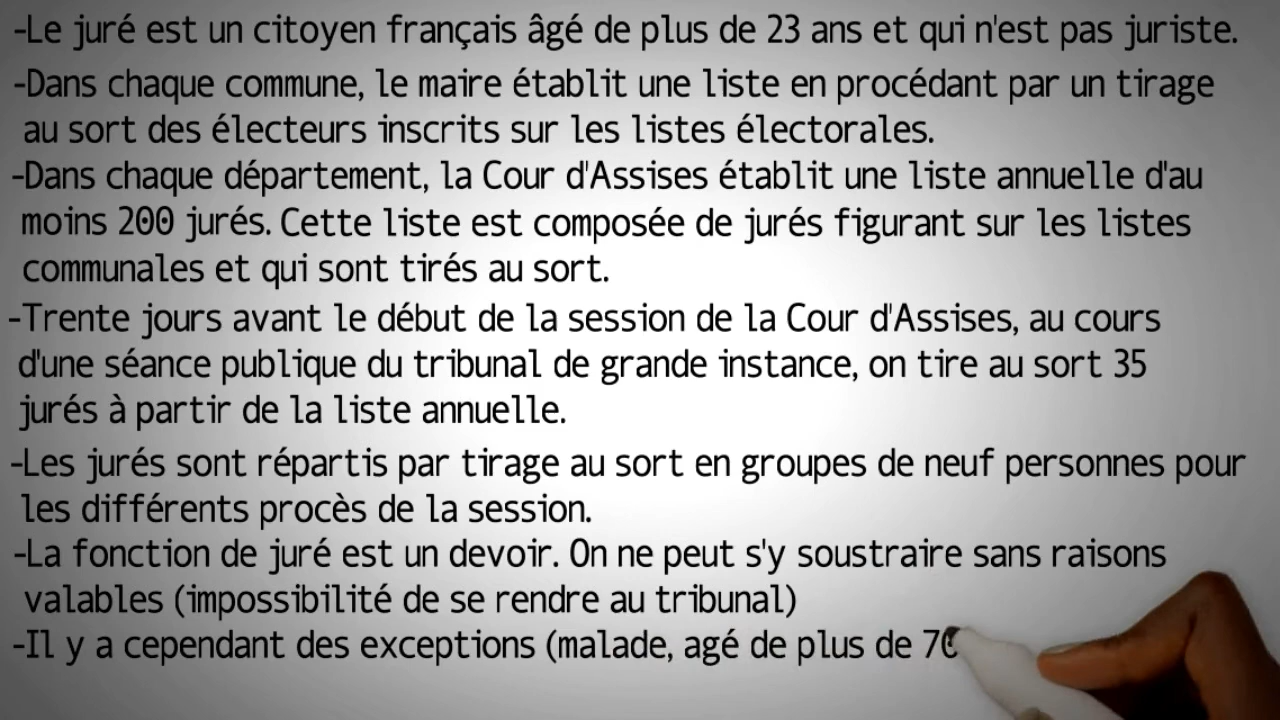 -Le juré est un citoyen français âgé de plus de 23 ans et qui n'est pas juriste.
-Dans chaque commune, le maire établit une liste en procédant par un tirage
au sort des électeurs inscrits sur les listes électorales.
-Dans chaque département, la Cour d'Assises établit une liste annuelle d'au
moins 200 jurés. Cette liste est composée de jurés figurant sur les listes
communales et qui sont tirés au sort.
-Trente jours avant le début de la session de la Cour d'Assises, au cours
d'une séance publique du tribunal de grande instance, on tire au sort 35
jurés à partir de la liste annuelle.
-Les jurés sont répartis par tirage au sort en groupes de neuf personnes pour
les différents procès de la session.
-La fonction de juré est un devoir. On ne peut s'y soustraire sans raisons
valables (impossibilité de se rendre au tribunal)
-Il y a cependant des exceptions (malade, agé de plus de 70